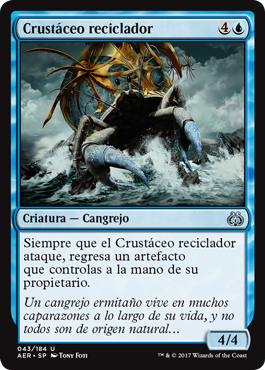 Crustáceo reciclador 4
Criatura — Cangrejo
Siempre que el Crustáceo reciclador
ataque, regresa un artefacto
que controlas a la mano de su
propietario.
Un cangrejo ermitaño vive en muchos
caparazones a lo largo de su vida, y no
todos son de origen natural…
4/4
043/184 U
AER • SP Tony Foti
™ & © 2017 Wizards of the Coast